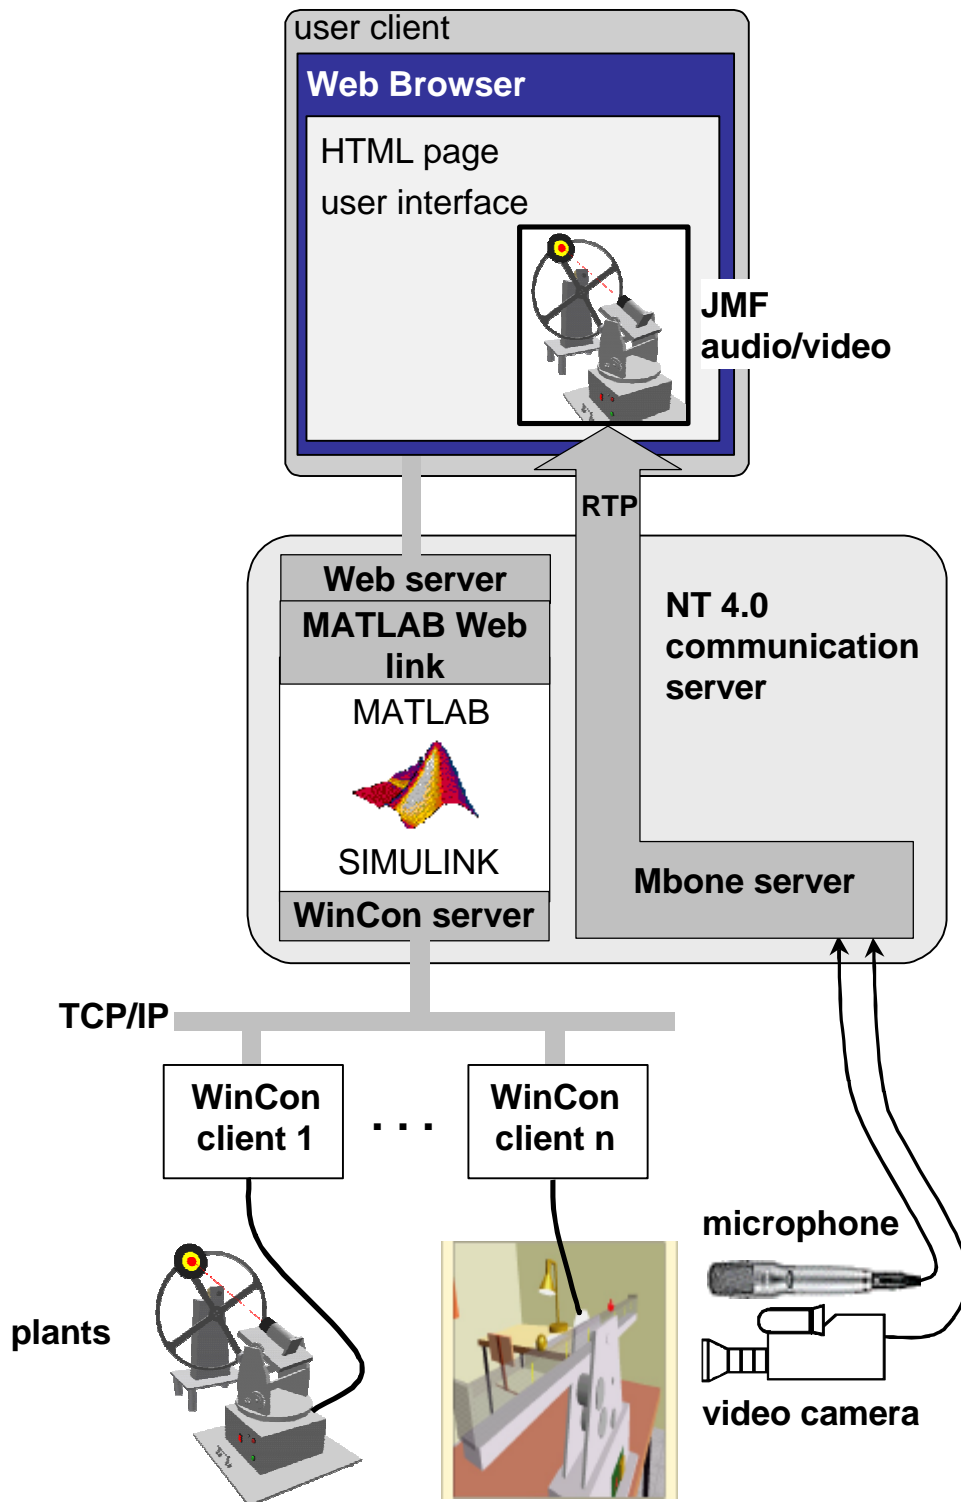 user client
Web Browser
HTML page
user interface
JMF
audio/video
RTP
Web server
MATLAB Web
link
MATLAB
SIMULINK
WinCon server
NT 4.0
communication
server
Mbone server
TCP/IP
WinCon
client 1
. . .
WinCon
client n
microphone
plants
video camera